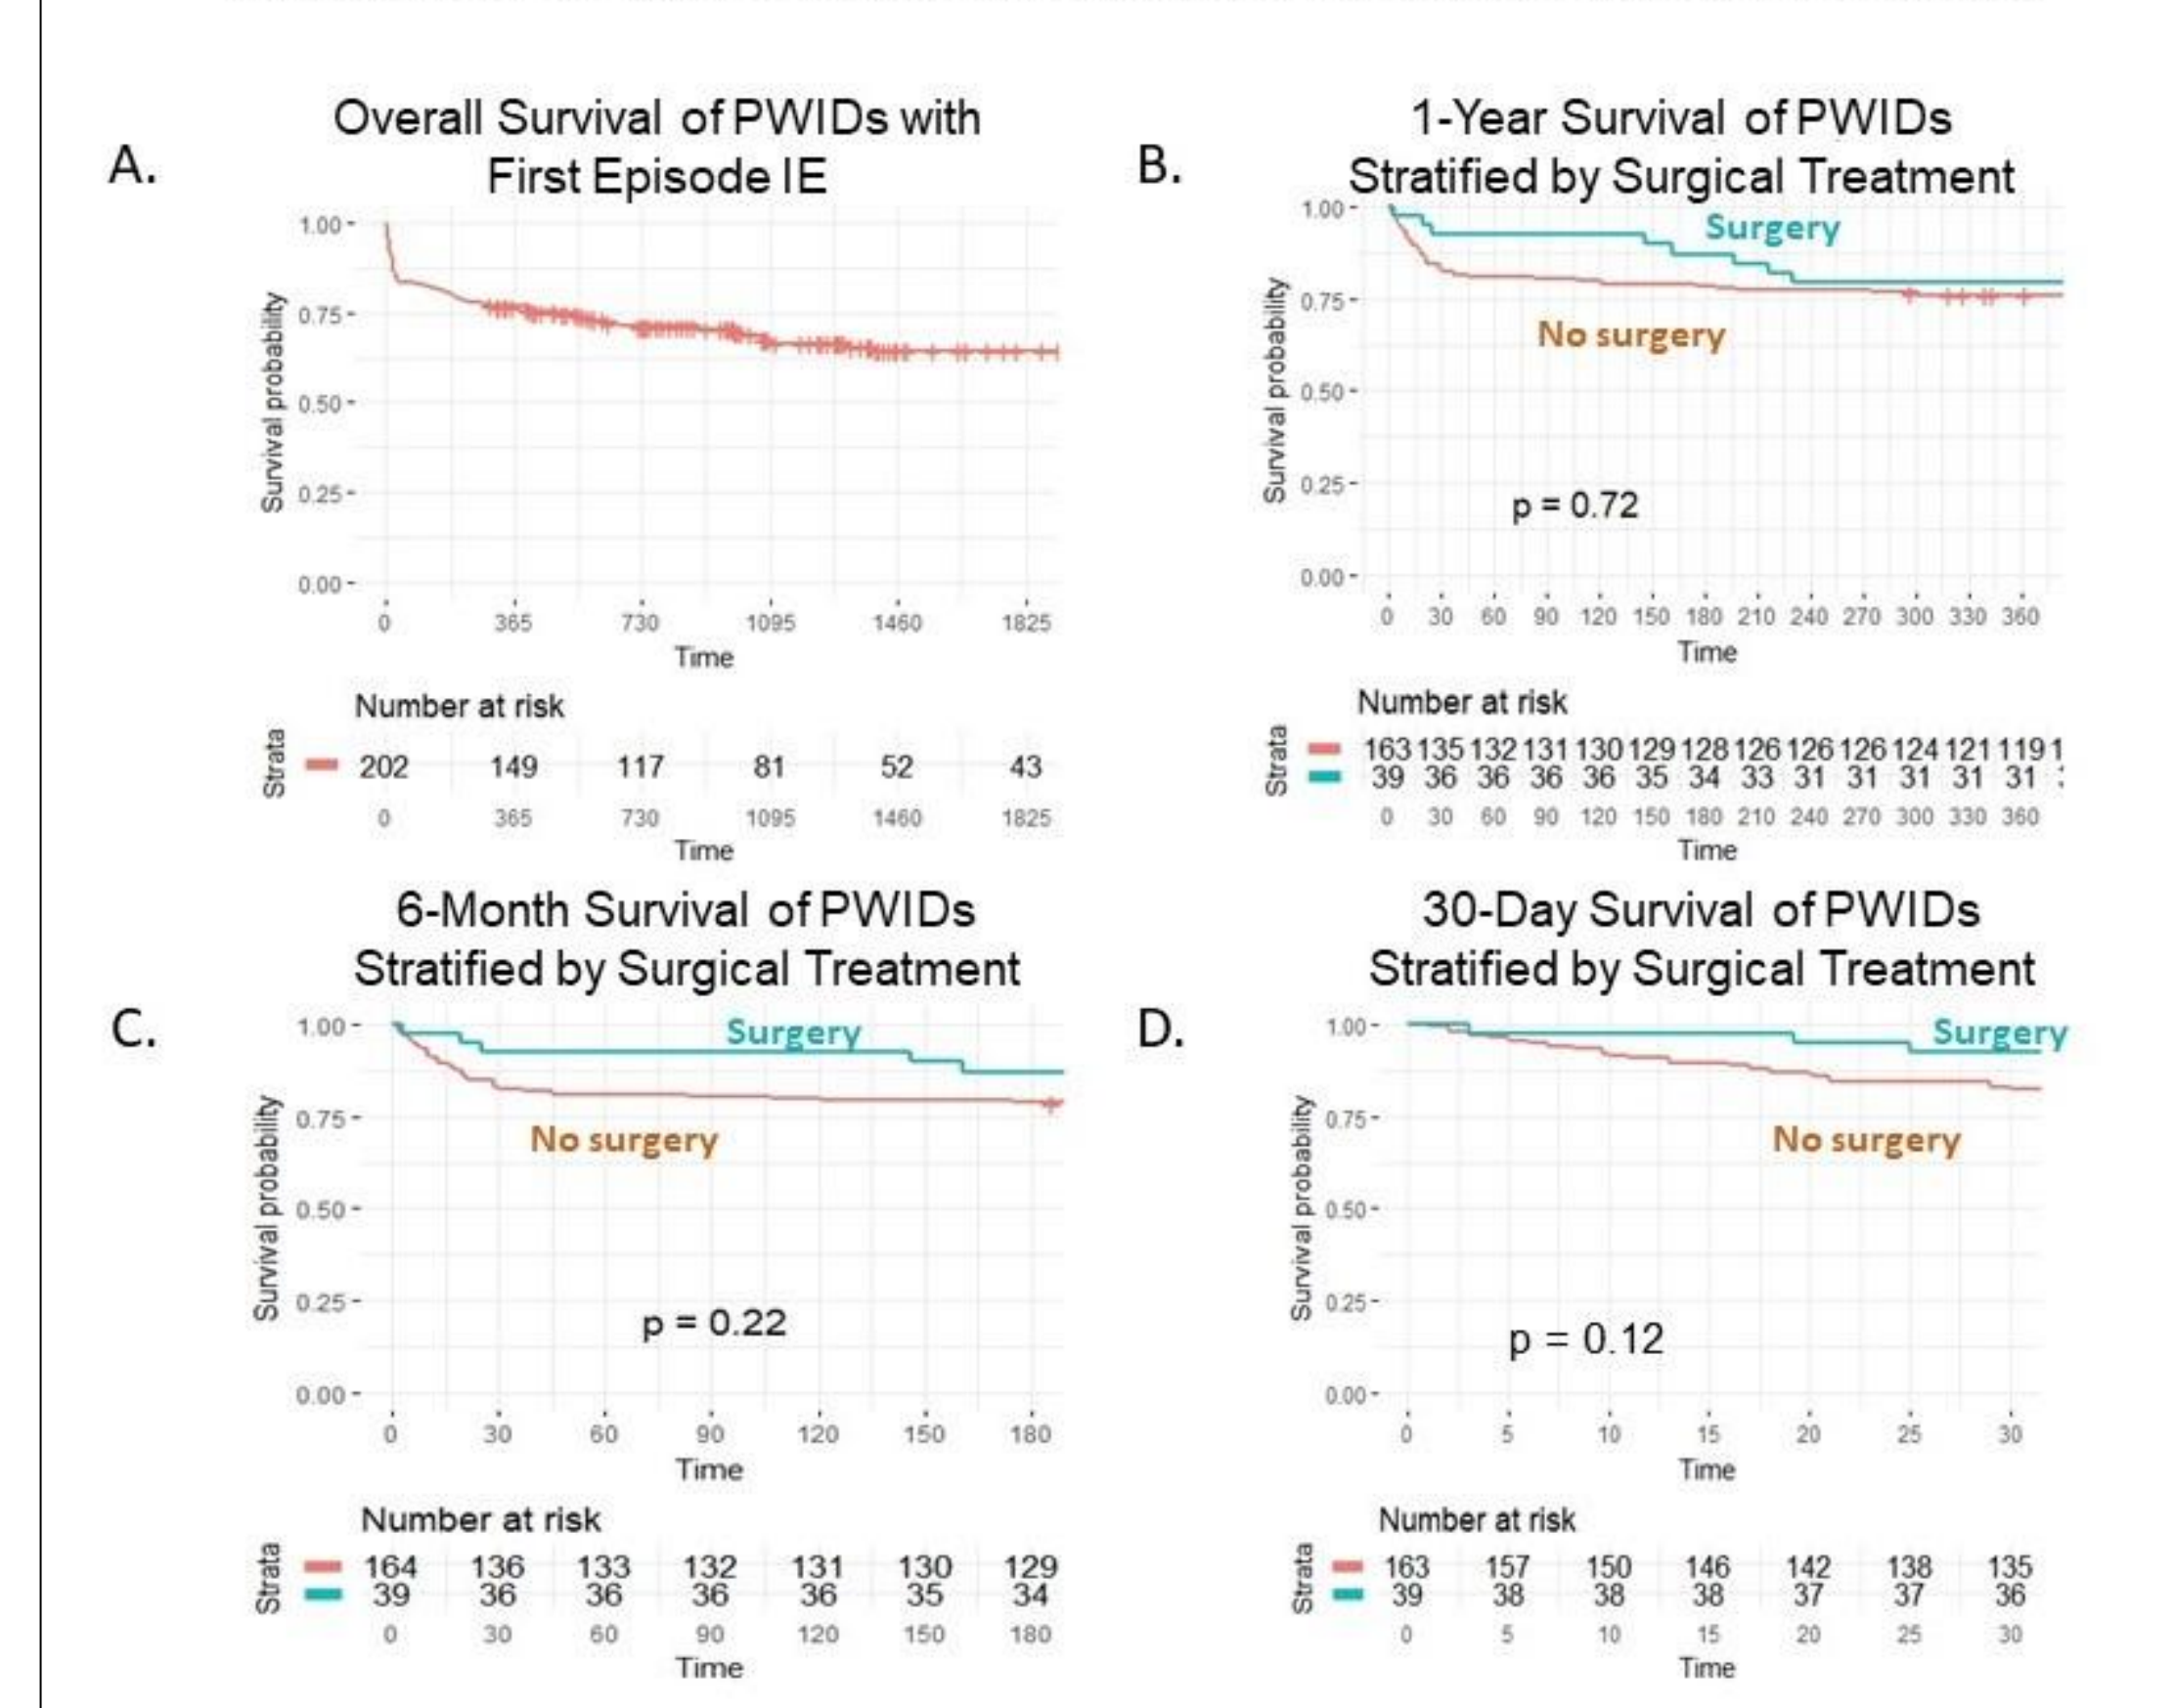 A.
Overall Survival of PWIDs with
First Episode IE
Survival probability
1.00
0.75
0.50
0.25
0.00
0 365 730 1095 1460 1825
Time
Number at risk
Strata
202 149 117 81 52 43
0 365 730 1095 1460 1825
Time
B.
1-Year Survival of PWIDs
Stratified by Surgical Treatment
Survival probability
1.00
0.75
0.50
0.25
0.00
Surgery
No surgery
p = 0.72
0 30 60 90 120 150 180 210 240 270 300 330 360
Time
Number at risk
Strata
163 135 132 131 130 129 128 126 126 126 124 121 119 1
39 36 36 36 36 35 34 33 31 31 31 31 31
0 30 60 90 120 150 180 210 240 270 300 330 360
Time
C.
6-Month Survival of PWIDs
Stratified by Surgical Treatment
Survival probability
1.00
0.75
0.50
0.25
0.00
Surgery
No surgery
p = 0.22
0 30 60 90 120 150 180
Time
Number at risk
Strata
164 136 133 132 131 130 129
39 36 36 36 36 35 34
0 30 60 90 120 150 180
Time
D.
30-Day Survival of PWIDs
Stratified by Surgical Treatment
Survival probability
1.00
0.75
0.50
0.25
0.00
Surgery
No surgery
p = 0.12
0 5 10 15 20 25 30
Time
Number at risk
Strata
163 157 150 146 142 138 135
39 38 38 38 37 37 36
0 5 10 15 20 25 30
Time